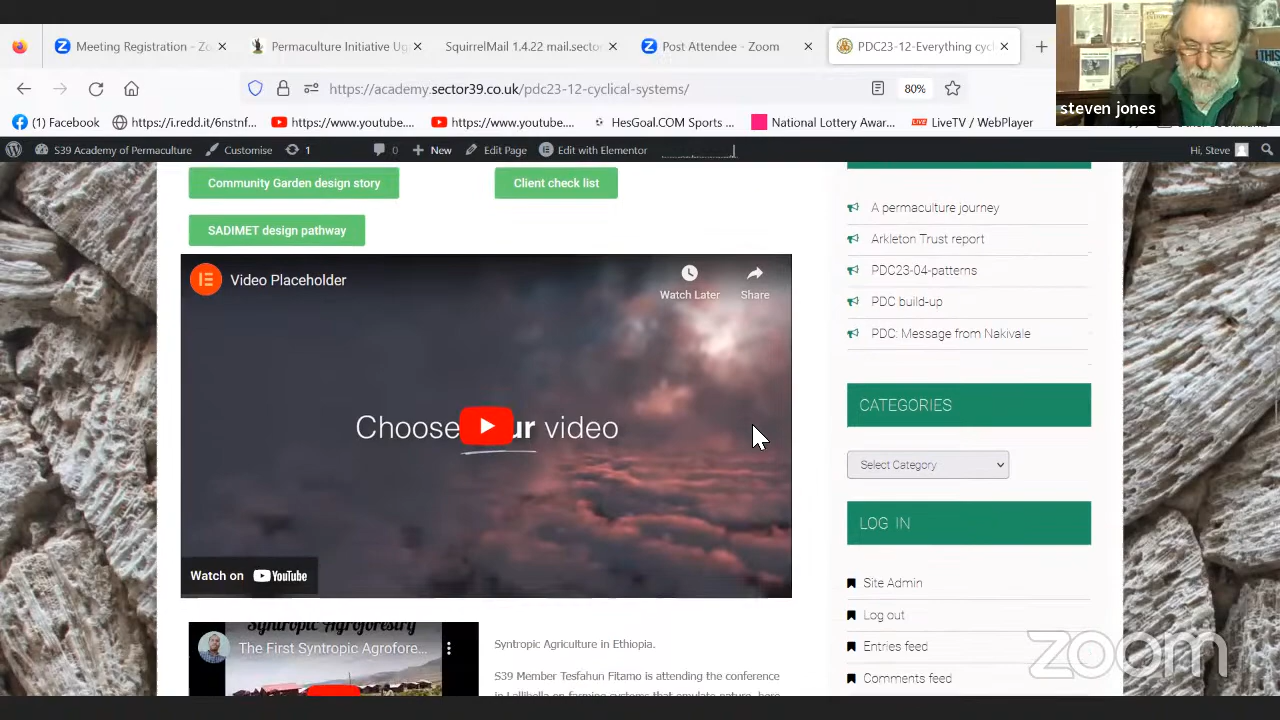 Meeting Registration - Zo
Permaculture Initiative Ug
SquirrelMail 1.4.22 mail.secto
Post Attendee - Zoom
PDC23-12-Everything cyc
https://academy.sector39.co.uk/pdc23-12-cyclical-systems/
80%
steven jones
(1) Facebook
https://i.redd.it/6nstnf...
https://www.youtube....
https://www.youtube....
HesGoal.COM Sports ...
National Lottery Awar...
LIVE
LiveTV / WebPlayer
S39 Academy of Permaculture
Customise
1
0
New
Edit Page
Edit with Elementor
Hi, Steve
Community Garden design story
Client check list
SADIMET design pathway
Video Placeholder
Watch Later
Share
Choose
ur video
Watch on YouTube
A permaculture journey
Arkleton Trust report
PDC23-04-patterns
PDC build-up
PDC: Message from Nakivale
CATEGORIES
Select Category
LOG IN
Site Admin
Log out
Entries feed
Comments feed
Syntropic Agroforestry
The First Syntropic Agrofore...
Syntropic Agriculture in Ethiopia.
S39 Member Tesfahun Fitamo is attending the conference
zoom